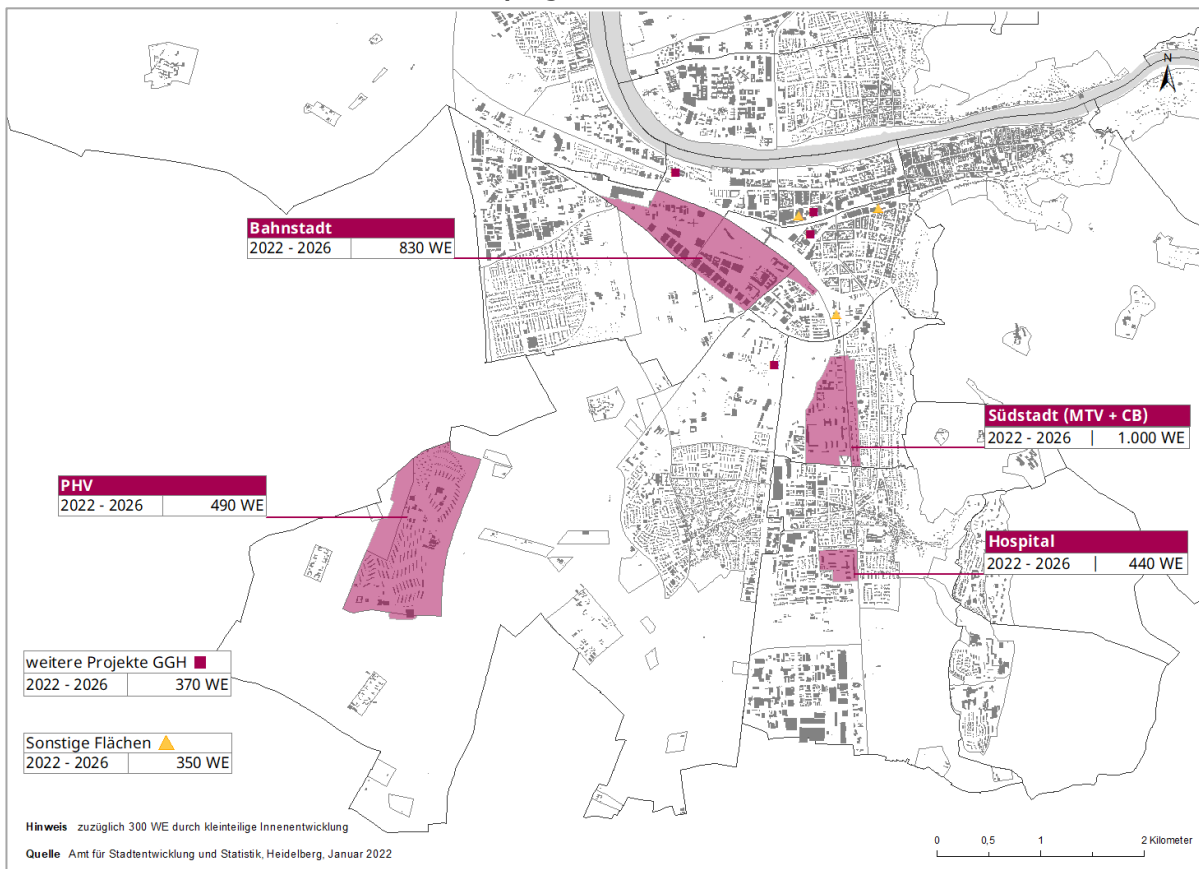 N
Bahnstadt
2022 - 2026 830 WE
Südstadt (MTV + CB)
2022 - 2026 | 1.000 WE
PHV
2022 - 2026 490 WE
Hospital
2022 - 2026 | 440 WE
weitere Projekte GGH
2022 - 2026 370 WE
Sonstige Flächen
2022 - 2026 350 WE
Hinweis zuzüglich 300 WE durch kleinteilige Innenentwicklung
Quelle Amt für Stadtentwicklung und Statistik, Heidelberg, Januar 2022
0 0,5 1 2 Kilometer